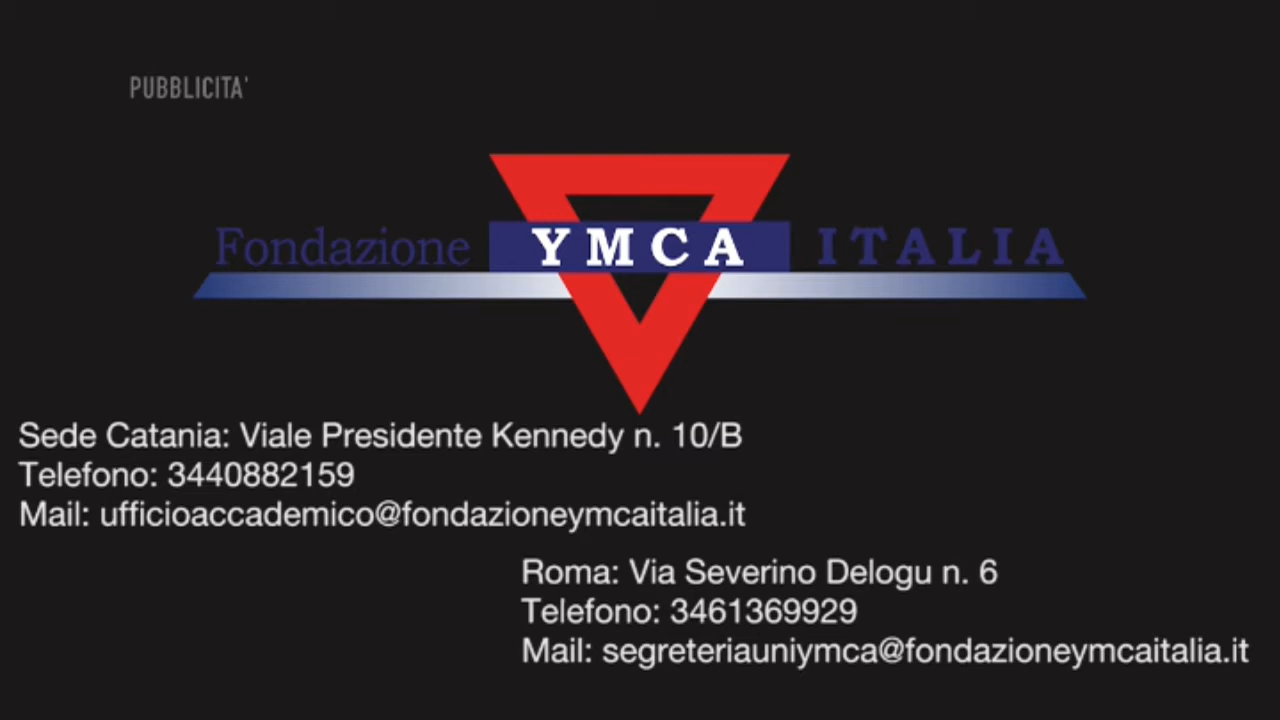 PUBBLICITA'
Fondazione YMCA ITALIA
Sede Catania: Viale Presidente Kennedy n. 10/B
Telefono: 3440882159
Mail: ufficioaccademico@fondazioneymcaitalia.it
Roma: Via Severino Delogu n. 6
Telefono: 3461369929
Mail: segreteriauniymca@fondazioneymcaitalia.it